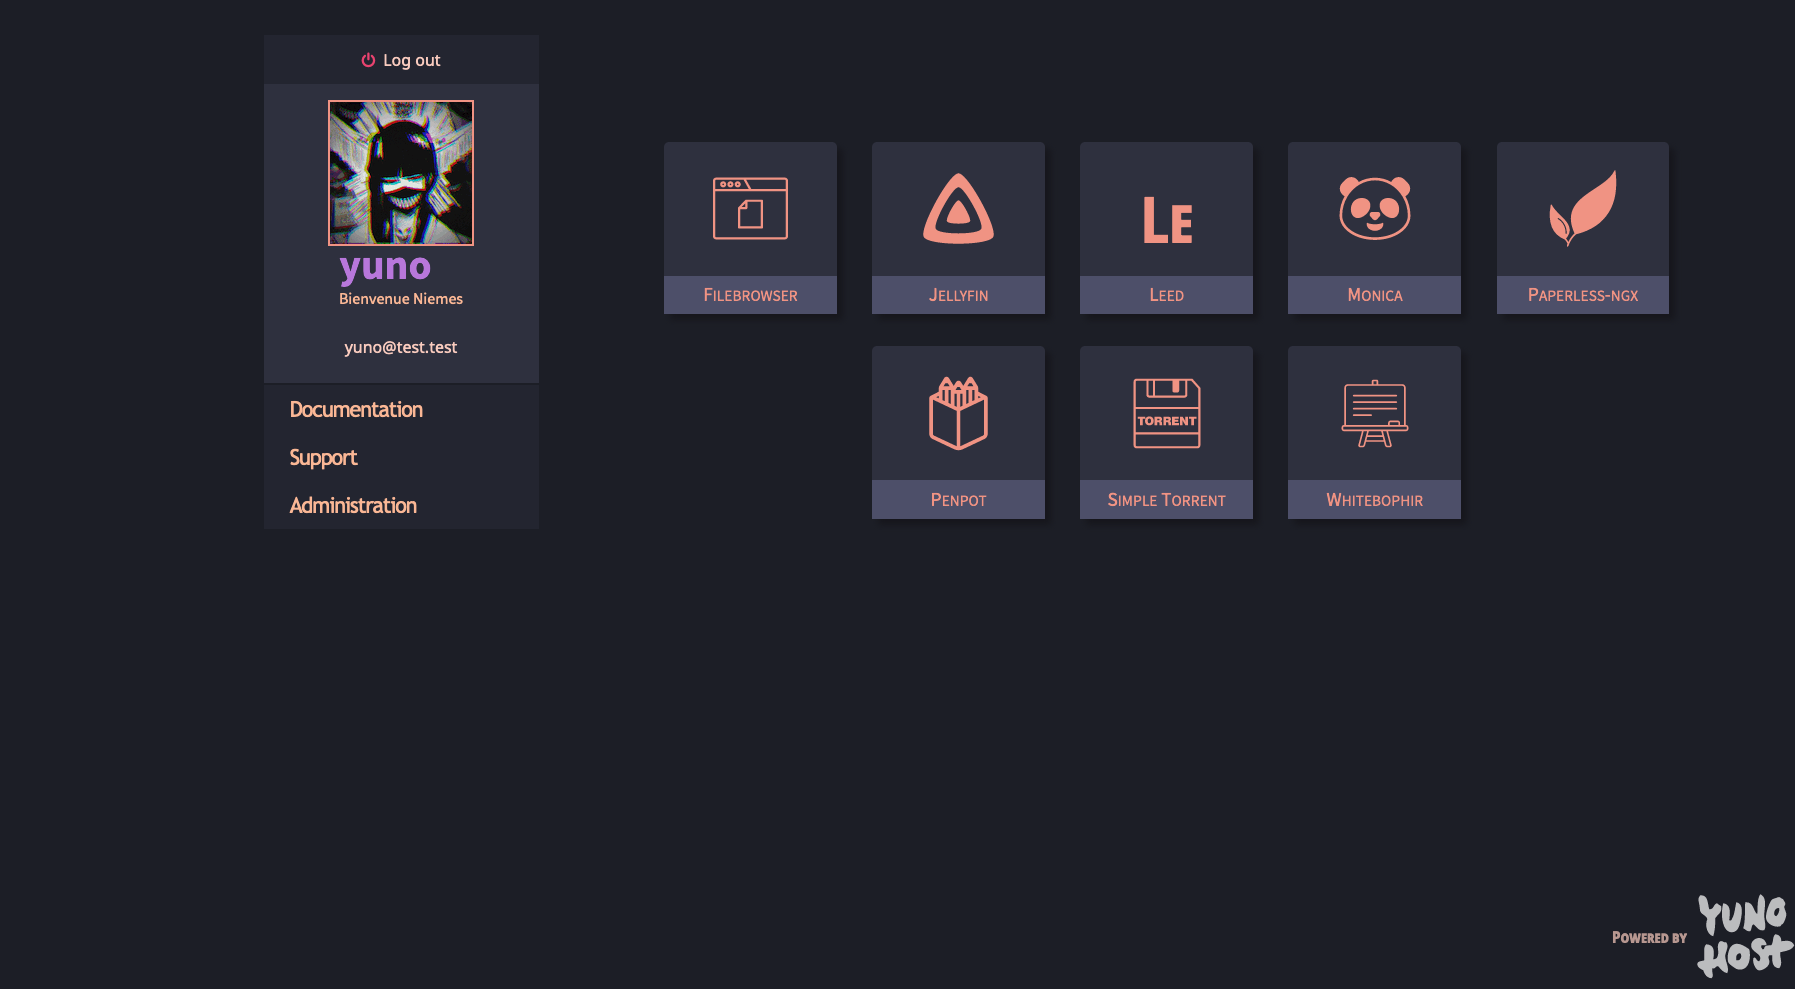 Log out
yuno
Bienvenue Niemes
yuno@test.test
Documentation
Support
Administration
LE
FILEBROWSER
JELLYFIN
LEED
MONICA
PAPERLESS-NGX
TORRENT
PENPOT
SIMPLE TORRENT
WHITEBOPHIR
POWERED BY
YUNO
HOST